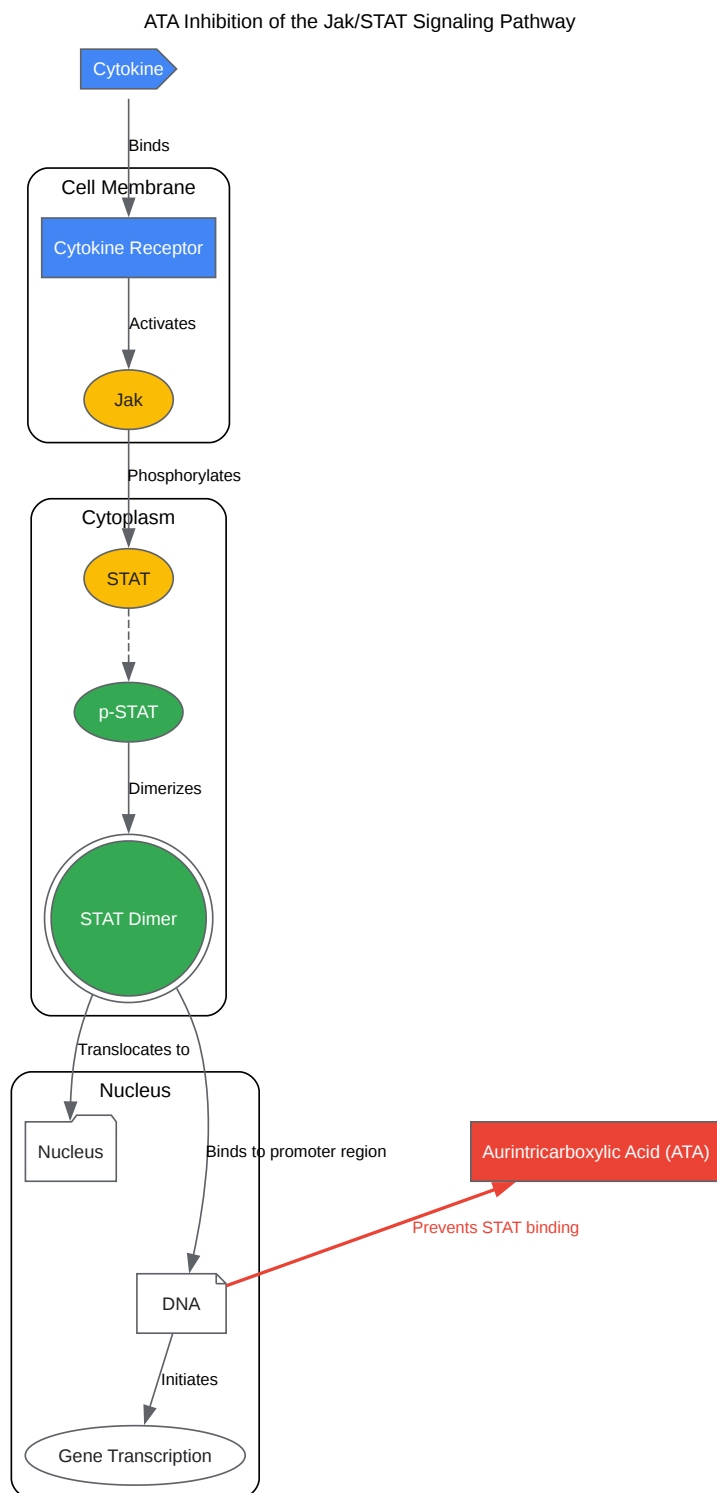 ATA Inhibition of the Jak/STAT Signaling Pathway
Cytokine
Binds
Cell Membrane
Cytokine Receptor
Activates
Jak
Phosphorylates
Cytoplasm
STAT
p-STAT
Dimerizes
STAT Dimer
Translocates to
Nucleus
Nucleus
Binds to promoter region
Aurintricarboxylic Acid (ATA)
Prevents STAT binding
DNA
Initiates
Gene Transcription